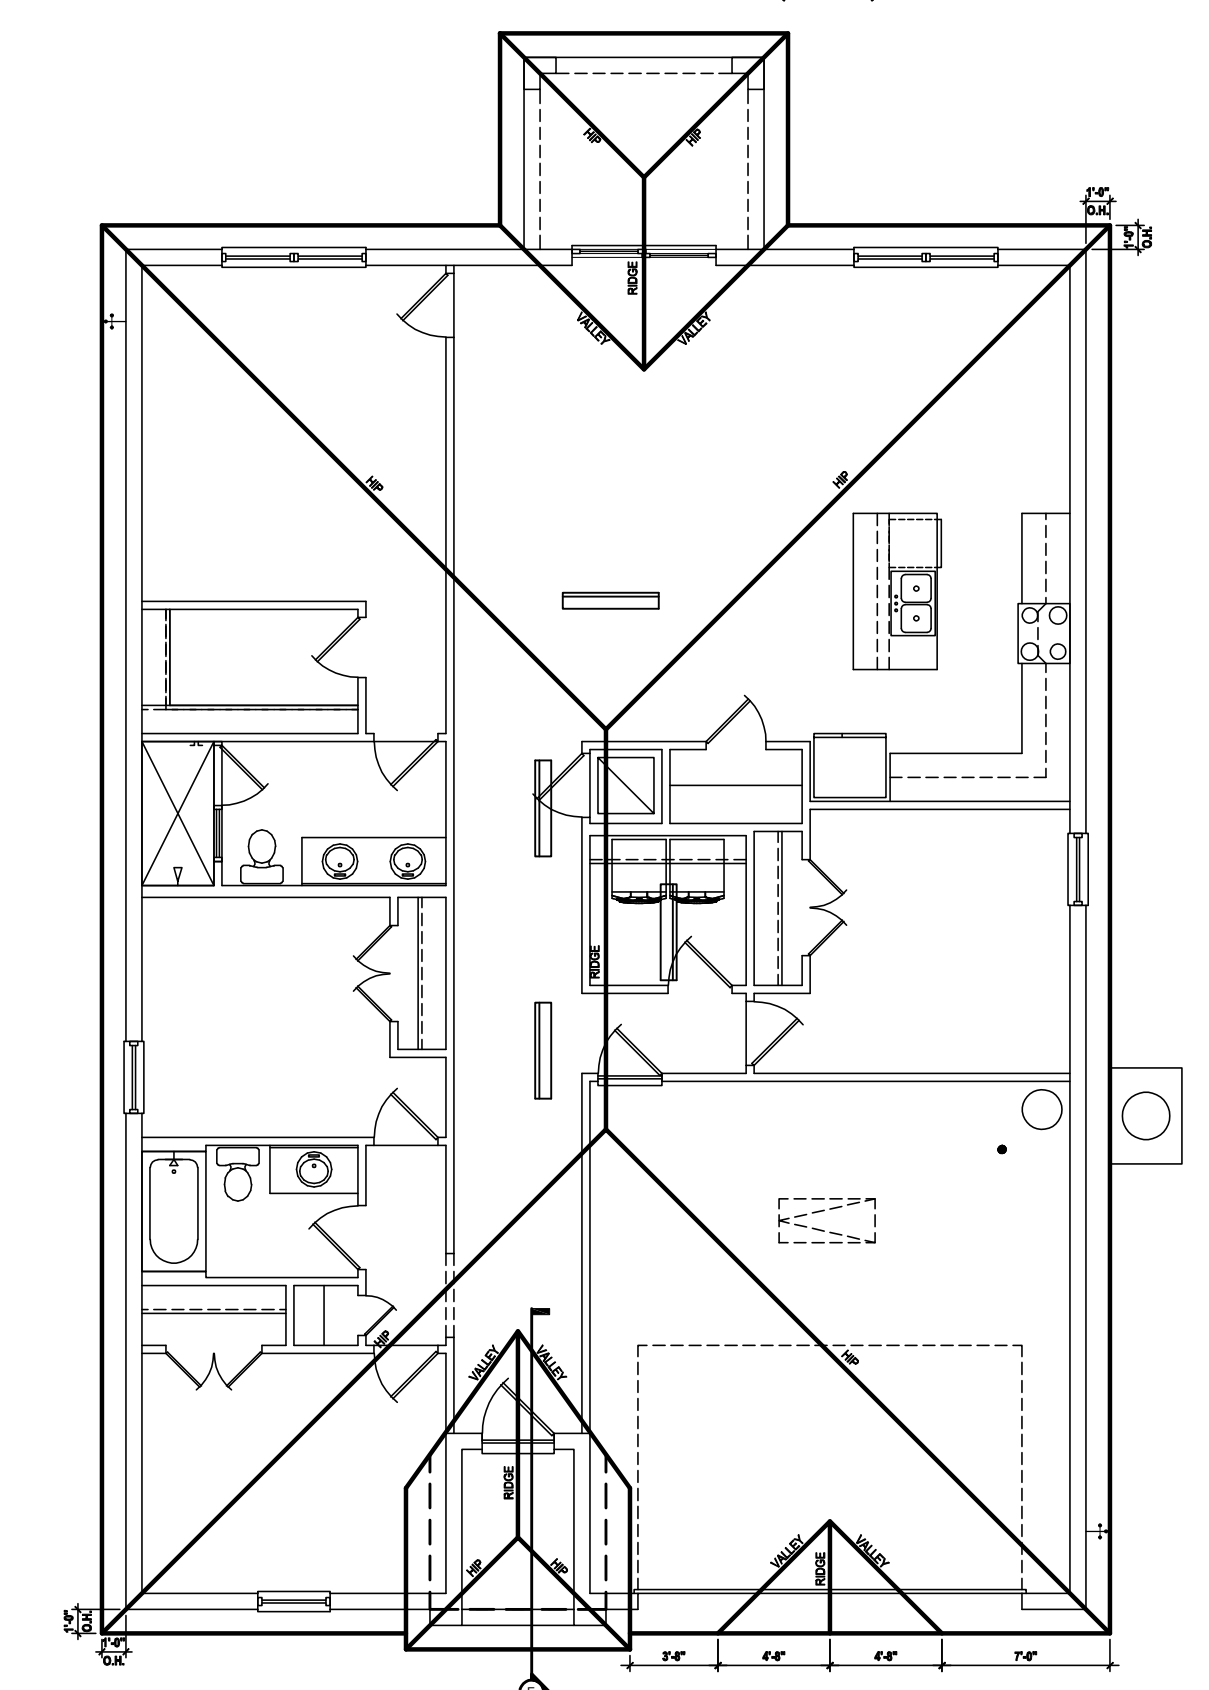 HIP
HIP
1'-0"
O.H.
1'-0"
O.H.
RIDGE
VALLEY
VALLEY
HIP
HIP
RIDGE
HIP
HIP
VALLEY
VALLEY
RIDGE
HIP
HIP
VALLEY
VALLEY
RIDGE
1'-0"
O.H.
1'-0"
O.H.
3'-8"
4'-8"
4'-8"
7'-0"